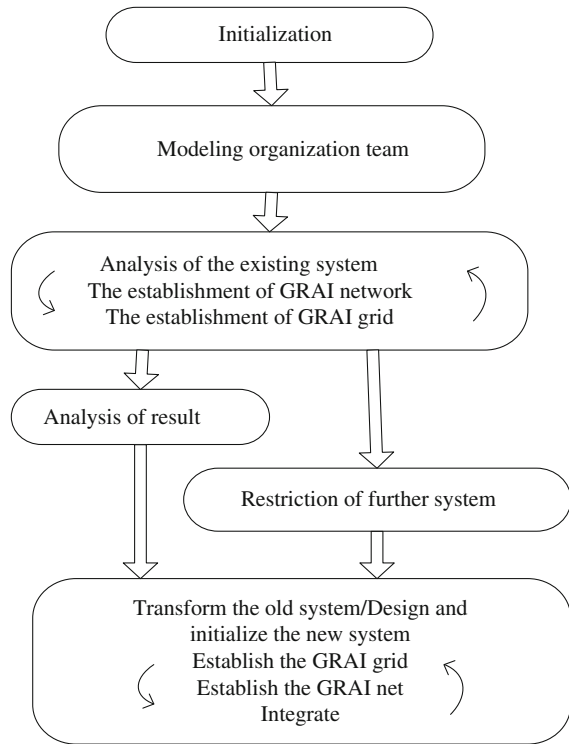 Initialization
Modeling organization team
Analysis of the existing system
The establishment of GRAI network
The establishment of GRAI grid
Analysis of result
Restriction of further system
Transform the old system/Design and
initialize the new system
Establish the GRAI grid
Establish the GRAI net
Integrate